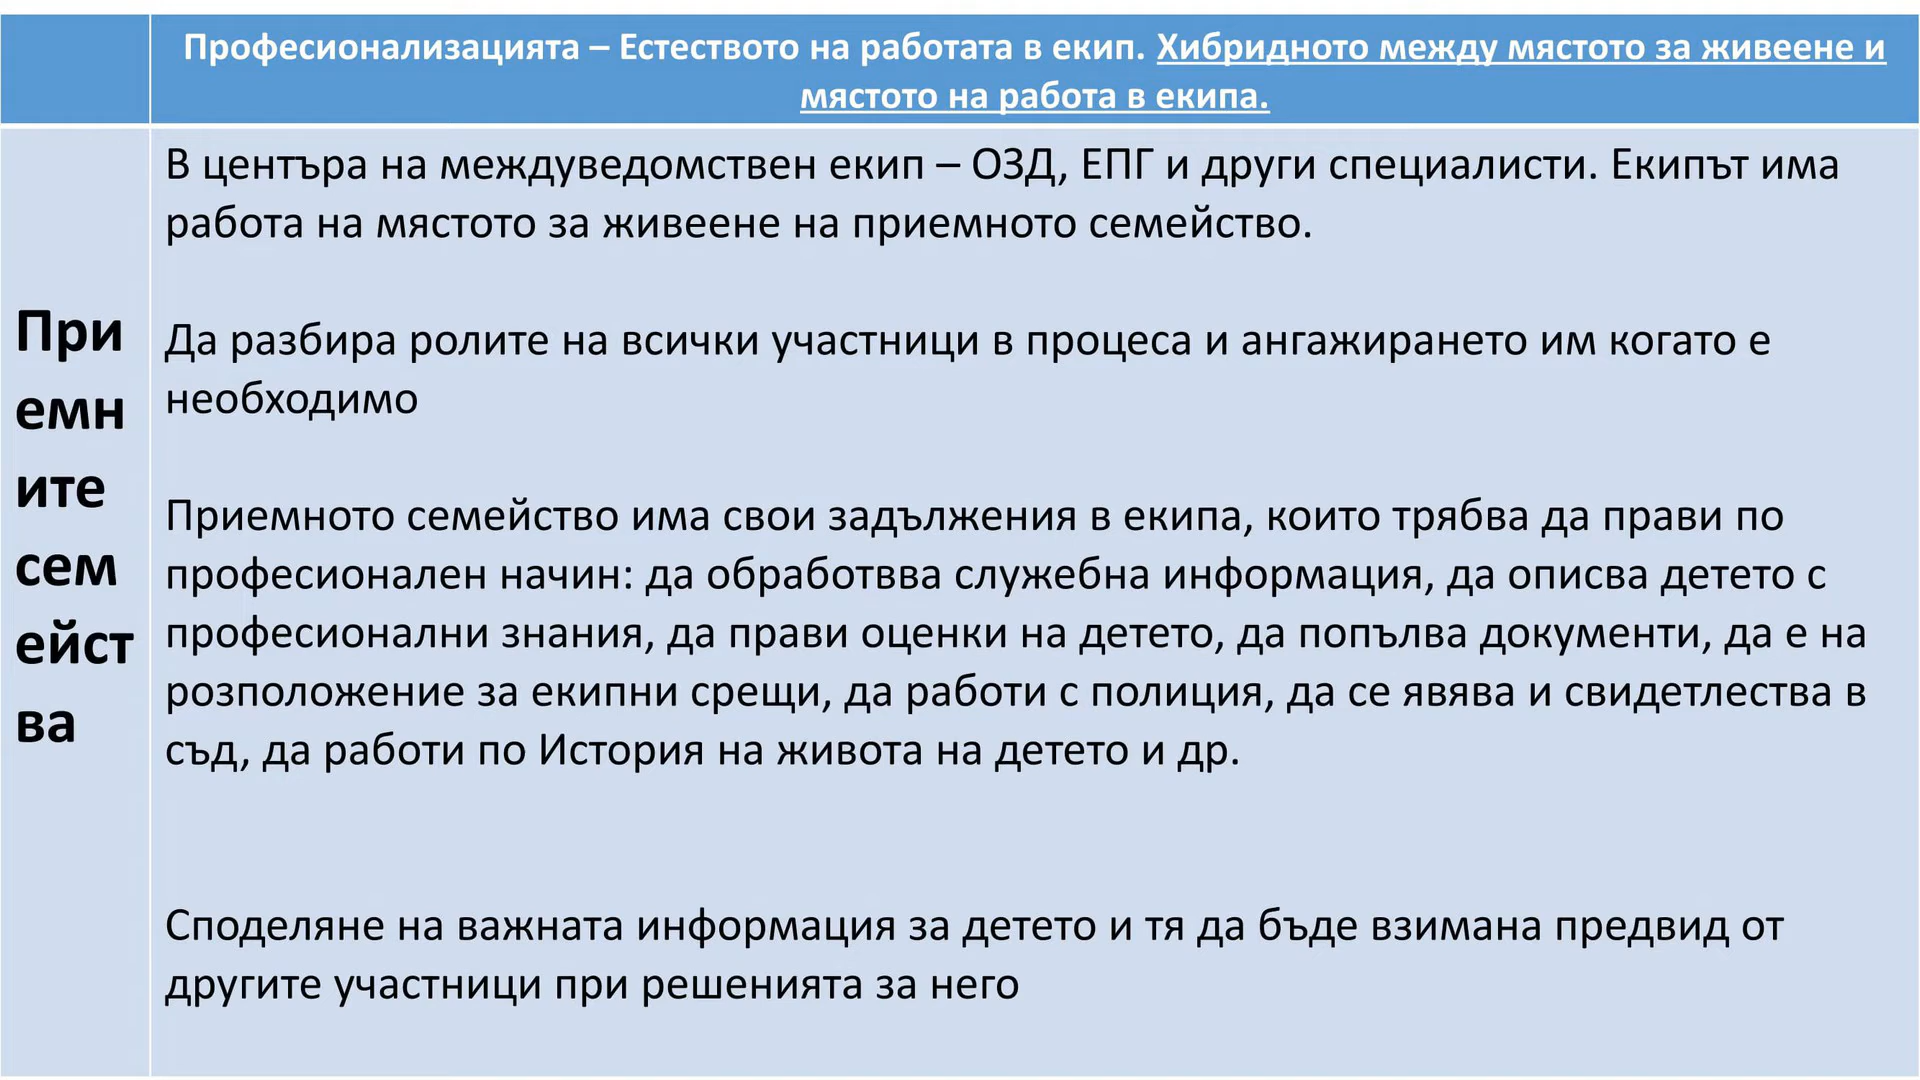 Професионализацията – Естеството на работата в екип. Хибридното между мястото за живеене и
мястото на работа в екипа.
При
емн
ите
сем
ейст
ва
В центъра на междуведомствен екип – ОЗД, ЕПГ и други специалисти. Екипът има
работа на мястото за живеене на приемното семейство.
Да разбира ролите на всички участници в процеса и ангажирането им когато е
необходимо
Приемното семейство има свои задължения в екипа, които трябва да прави по
професионален начин: да обработвва служебна информация, да описва детето с
професионални знания, да прави оценки на детето, да попълва документи, да е на
розположение за екипни срещи, да работи с полиция, да се явява и свидетлества в
съд, да работи по История на живота на детето и др.
Споделяне на важната информация за детето и тя да бъде взимана предвид от
другите участници при решенията за него